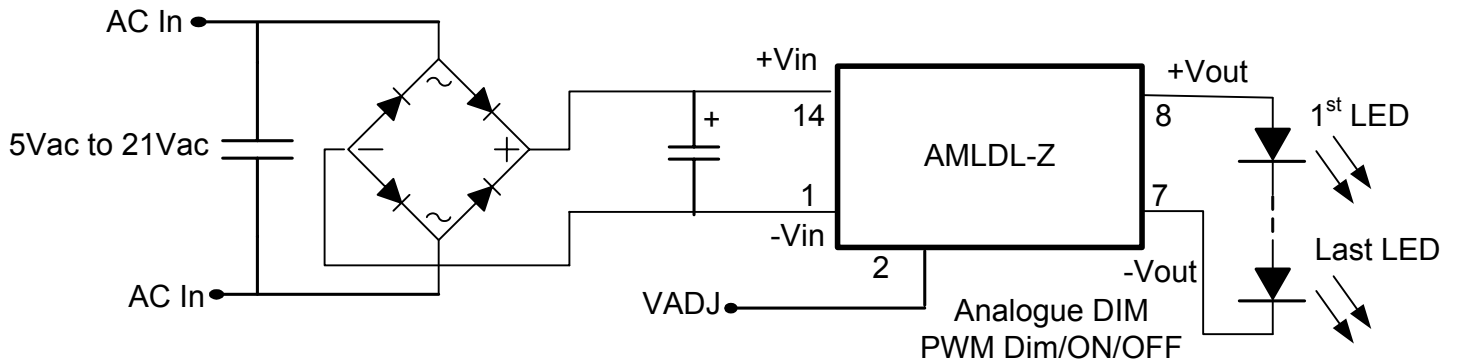 AC In
+Vin
+Vout
14
8
1st LED
5Vac to 21Vac
~
−
+
~
+
AMLDL-Z
1
7
-Vin
2
-Vout
Last LED
AC In
VADJ
Analogue DIM
PWM Dim/ON/OFF